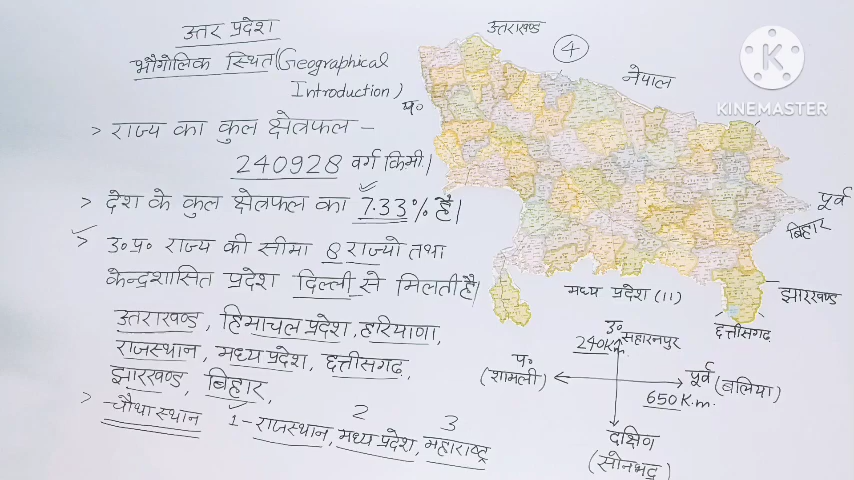 उत्तर प्रदेश
भौगोलिक स्थित (Geographical
Introduction)
> राज्य का कुल क्षेत्रफल –
240928 वर्ग किमी।
> देश के कुल क्षेत्रफल का 7.33% है।
> उ० प्र० राज्य की सीमा 8 राज्यो तथा
केन्द्रशासित प्रदेश दिल्ली से मिलती है।
उत्तराखण्ड, हिमाचल प्रदेश, हरियाणा,
राजस्थान, मध्य प्रदेश, छत्तीसगढ़,
झारखण्ड, बिहार,
> चौथा स्थान 1- राजस्थान, 2 मध्य प्रदेश, 3 महाराष्ट्र
उत्तराखण्ड
4
नेपाल
प०
पूर्व
बिहार
झारखण्ड
छत्तीसगढ़
मध्य प्रदेश (11)
उ०
सहारनपुर
240Km.
प०
(शामली)
पूर्व (बलिया)
650 K.m.
दक्षिण
(सोनभद्र)
K
KINEMASTER